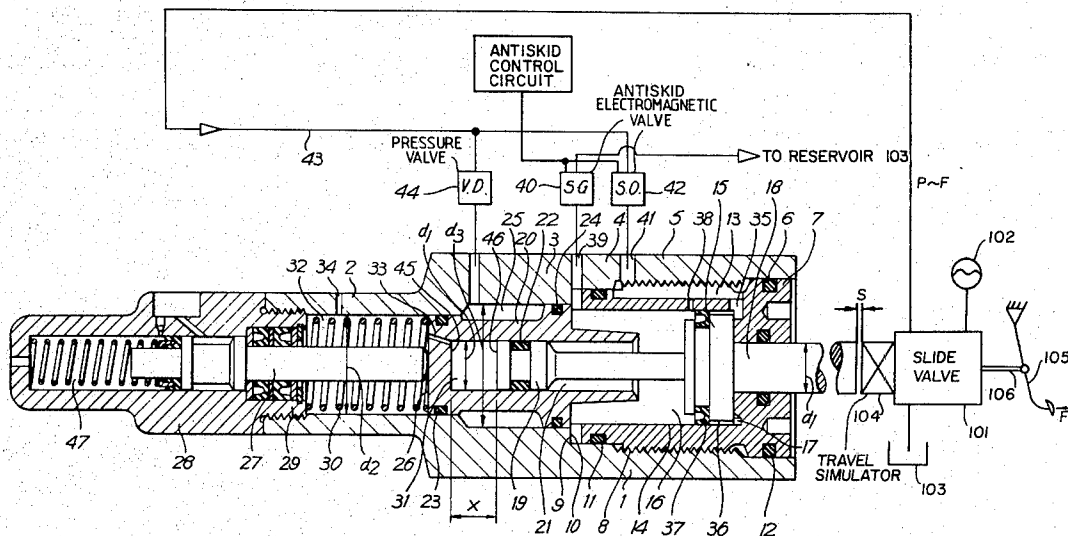 ANTISKID
CONTROL
CIRCUIT
ANTISKID
ELECTROMAGNETIC
VALVE
PRESSURE
VALVE
43
44
V.D.
40
S.G
S.O.
42
TO RESERVOIR 103
P~F
102
d1 d3 46 25 20 22 3 24 39 4 41 5 38 15 13 18 35 6 7
32 34 2 33 45
S
SLIDE
VALVE
105
106
F
d1
104
101
TRAVEL
SIMULATOR
103
47 28 27 29 30 d2 26 31 23 19 21 9 10 11 8 1 14 16 37 36 17 12
X